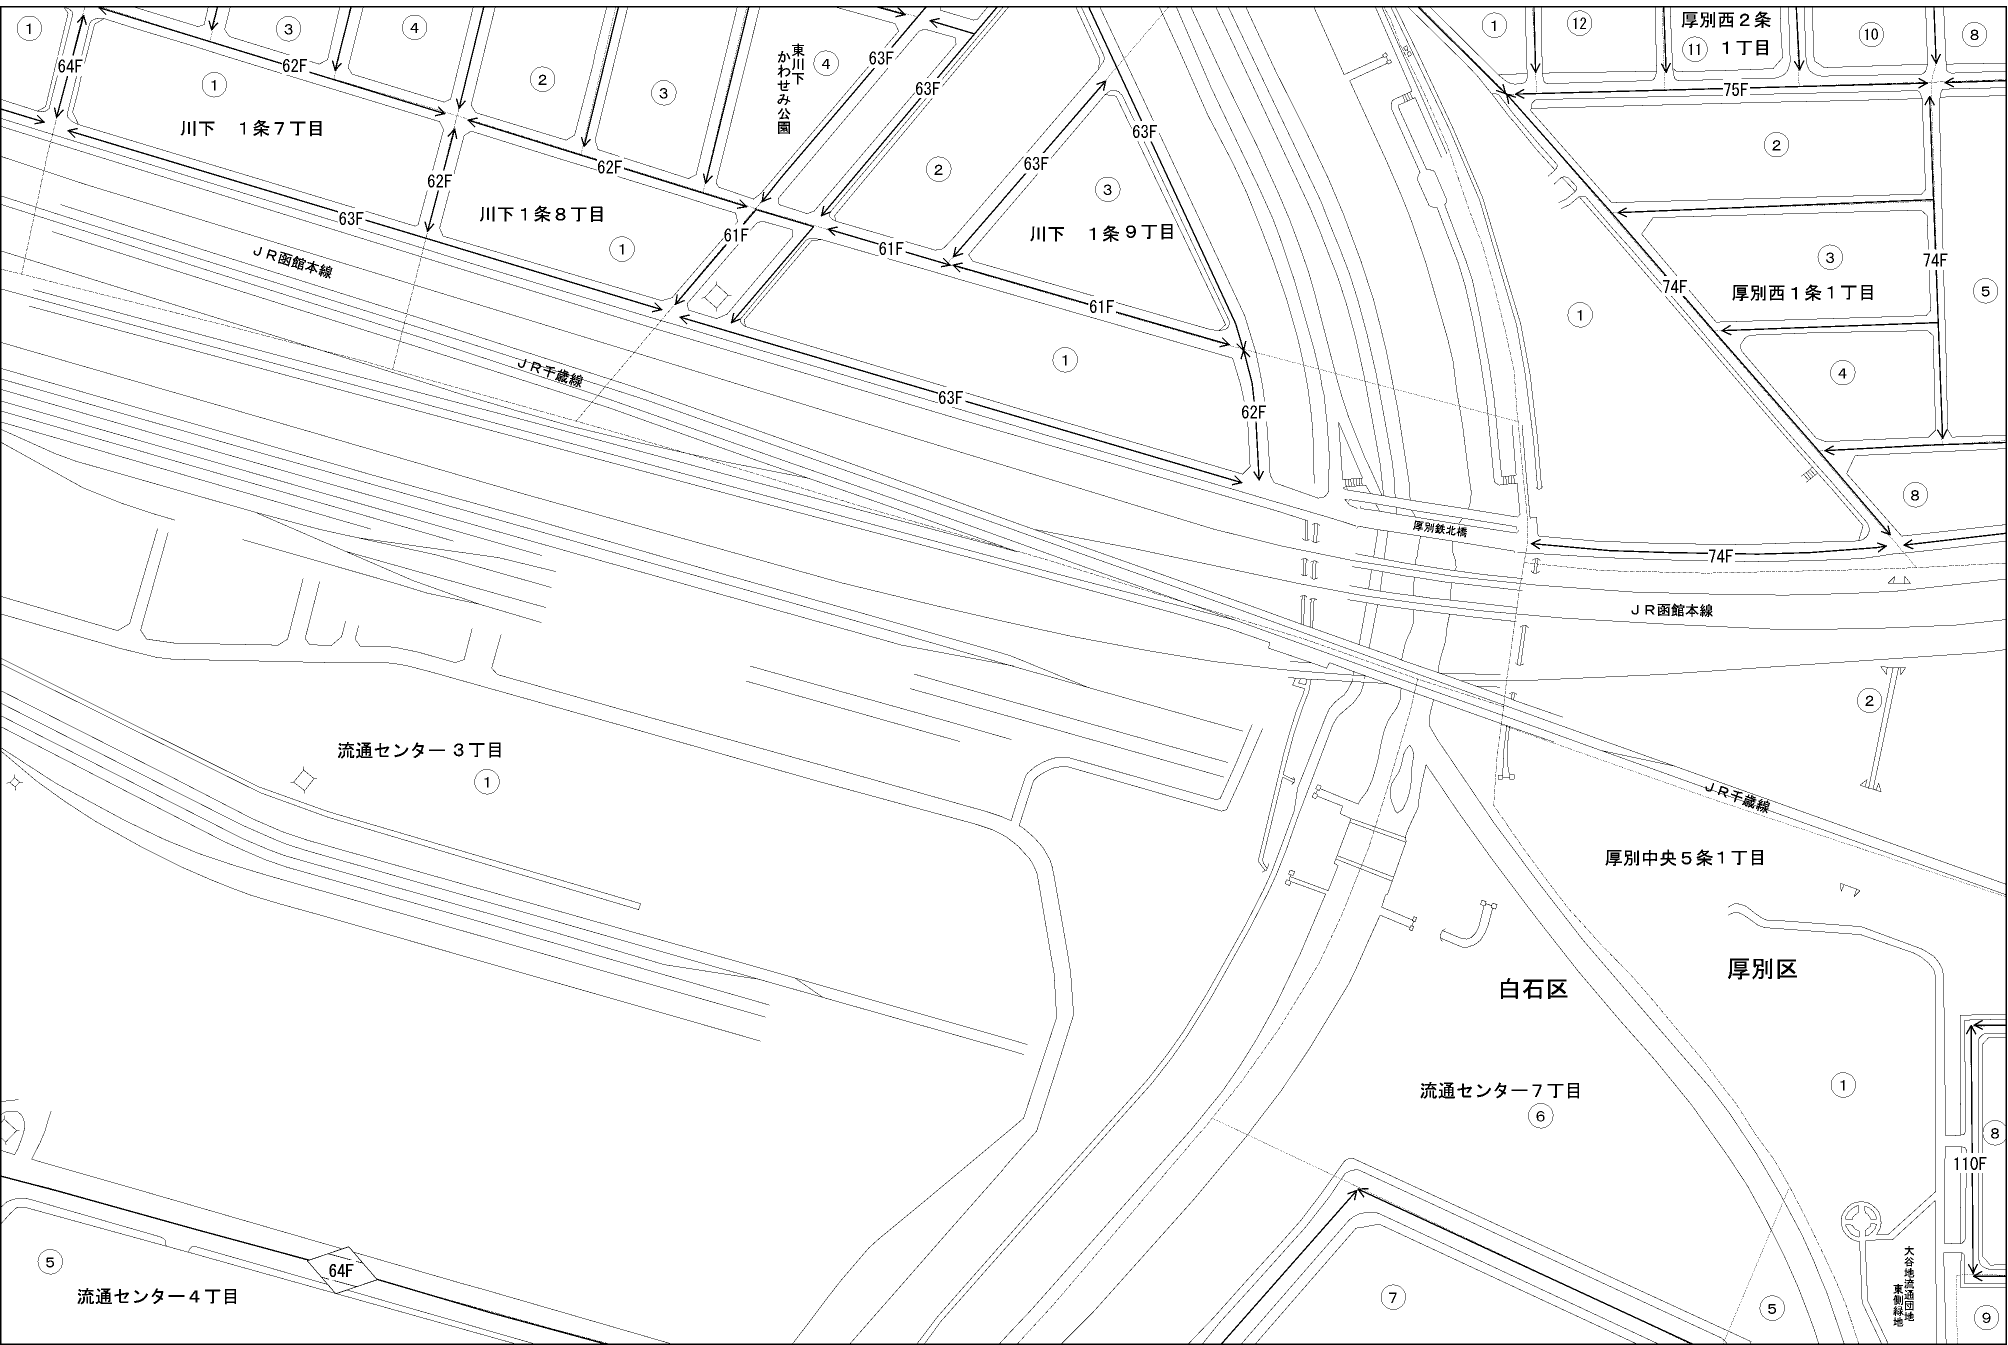 ①
③
④
⑫
厚別西２条
⑪ １丁目
①
⑩
⑧
64F
62F
①
②
③
東川下
かわせみ公園
④
63F
63F
75F
川下 １条７丁目
62F
62F
②
63F
63F
③
②
63F
川下１条８丁目
①
61F
61F
川下 １条９丁目
③
74F
ＪＲ函館本線
61F
74F
厚別西１条１丁目
⑤
①
ＪＲ千歳線
①
④
63F
62F
⑧
厚別鉄北橋
74F
ＪＲ函館本線
②
流通センター３丁目
①
ＪＲ千歳線
厚別中央５条１丁目
白石区
厚別区
流通センター７丁目
⑥
①
⑧
110F
⑤
64F
流通センター４丁目
⑦
⑤
大谷地流通団地
東側緑地
⑨